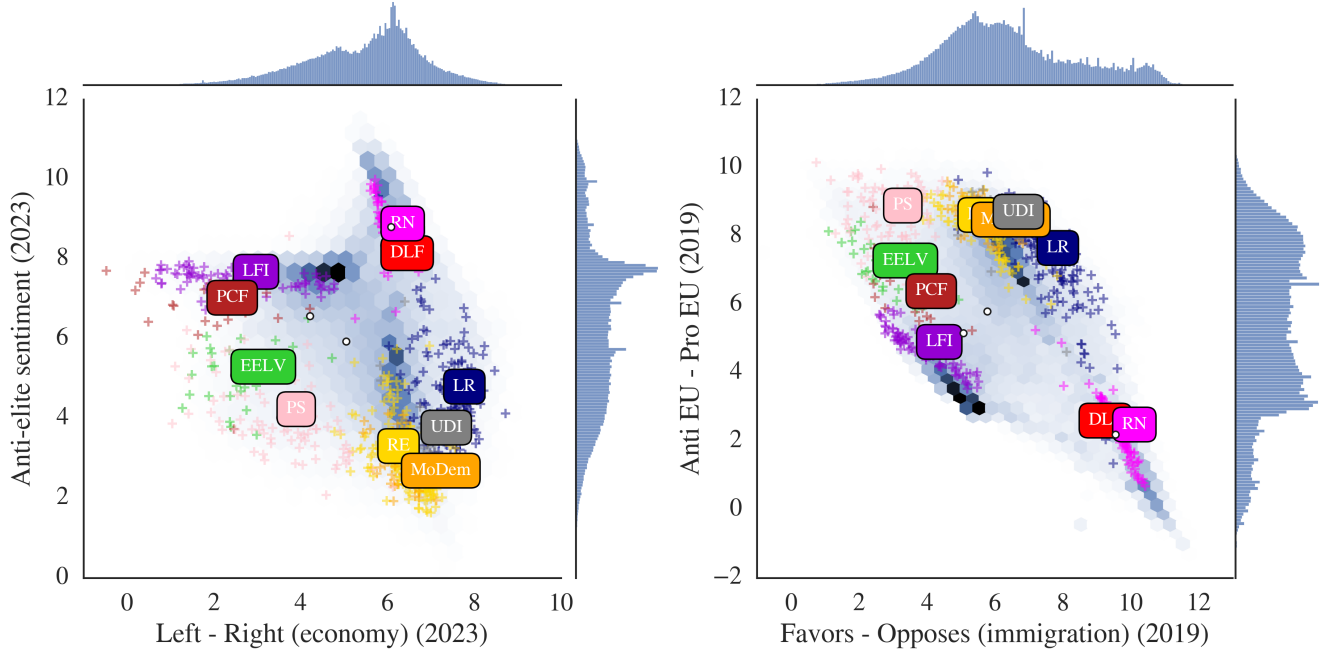 12
10
8
6
4
2
0
Anti-elite sentiment (2023)
RN
DLF
LFI
PCF
EELV
PS
LR
UDI
RE
MoDem
0 2 4 6 8 10
Left - Right (economy) (2023)
12
10
8
6
4
2
0
−2
Anti EU - Pro EU (2019)
PS
M
UDI
LR
EELV
PCF
LFI
DL
RN
0 2 4 6 8 10 12
Favors - Opposes (immigration) (2019)